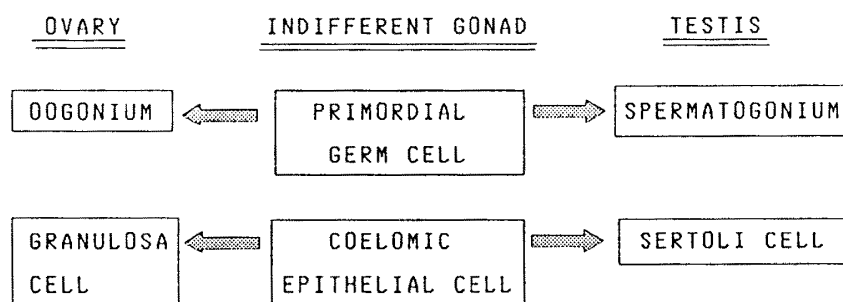 OVARY INDIFFERENT GONAD TESTIS
OOGONIUM PRIMORDIAL SPERMATOGONIUM
GERM CELL
GRANULOSA COELOMIC SERTOLI CELL
CELL EPITHELIAL CELL